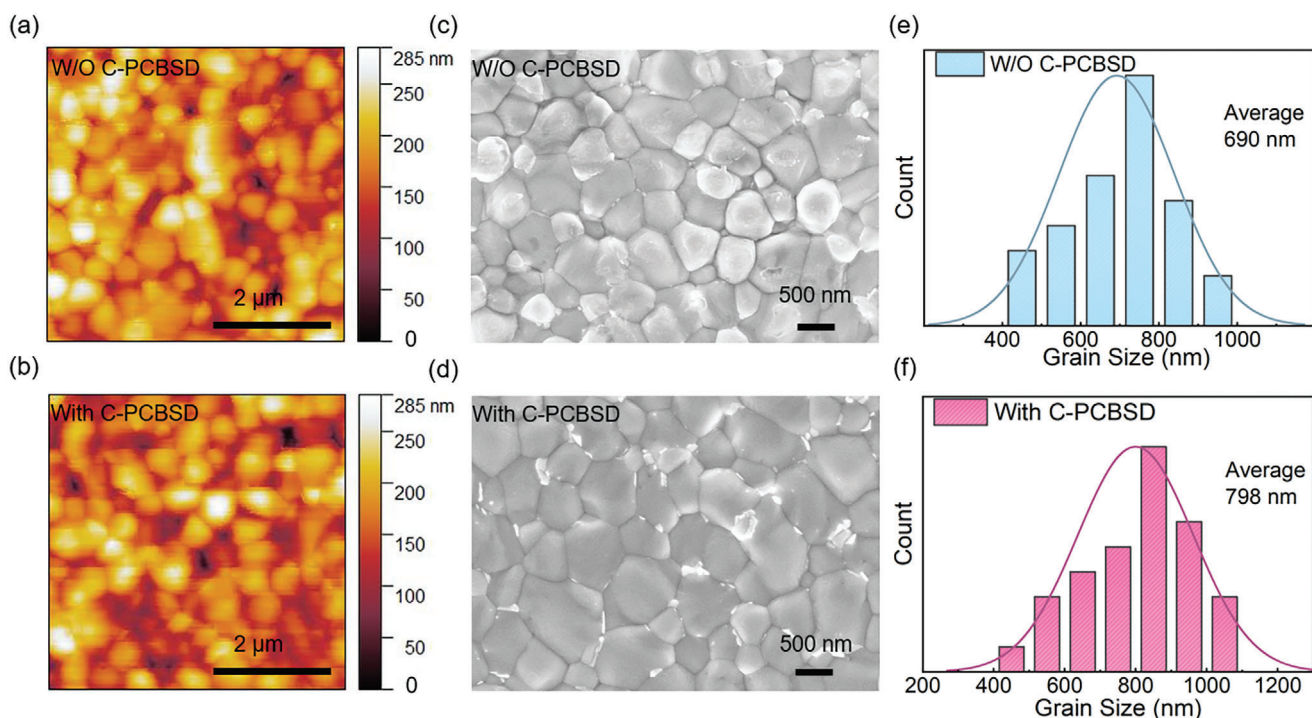 (a)
W/O C-PCBSD
2 μm
285 nm
250
200
150
100
50
0
(c)
W/O C-PCBSD
500 nm
(e)
W/O C-PCBSD
Average
690 nm
Count
400 600 800 1000
Grain Size (nm)
(b)
With C-PCBSD
2 μm
285 nm
250
200
150
100
50
0
(d)
With C-PCBSD
500 nm
(f)
With C-PCBSD
Average
798 nm
Count
200 400 600 800 1000 1200
Grain Size (nm)